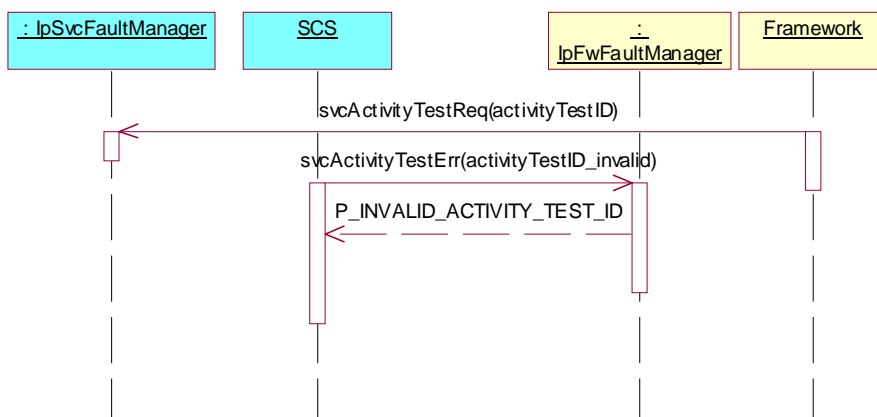 : IpSvcFaultManager
SCS
:
IpFwFaultManager
Framework
svcActivityTestReq(activityTestID)
svcActivityTestErr(activityTestID_invalid)
P_INVALID_ACTIVITY_TEST_ID